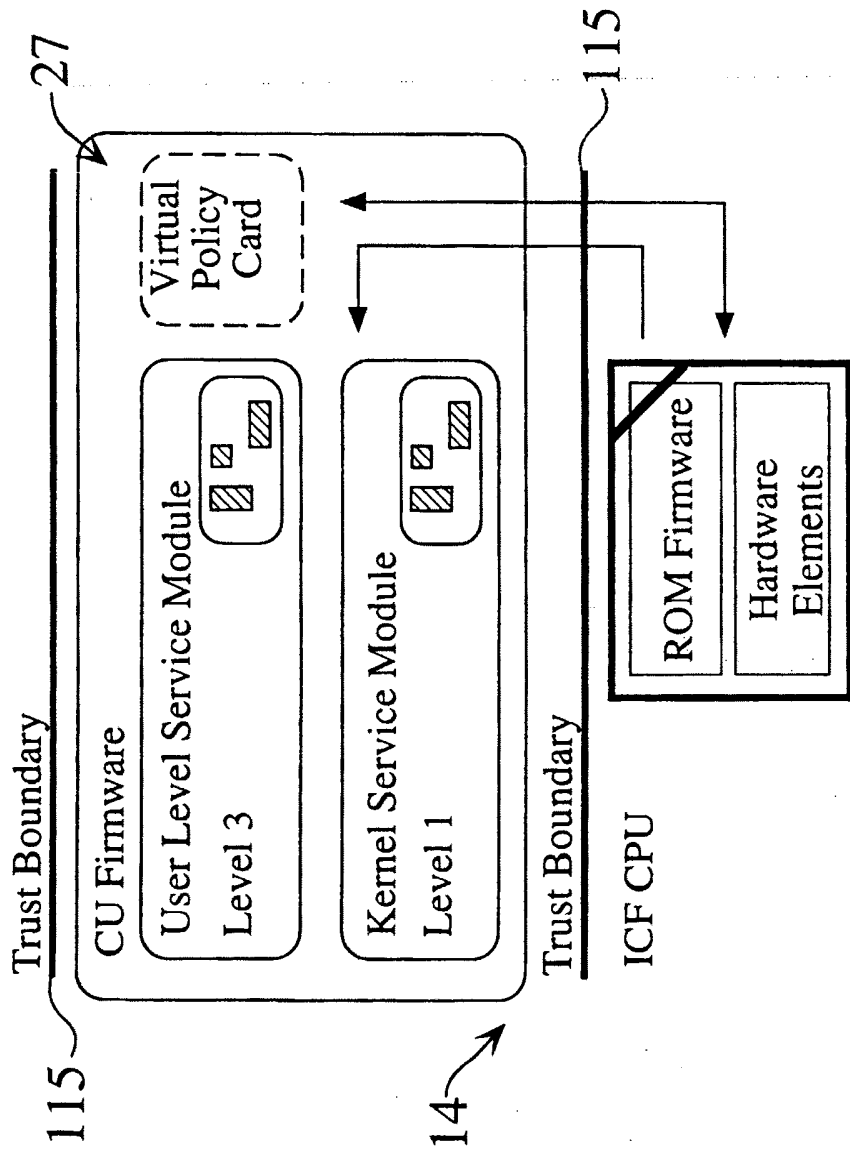 Trust Boundary
115
CU Firmware
27
User Level Service Module
Level 3
Virtual
Policy
Card
Kernel Service Module
Level 1
14
Trust Boundary
115
ICF CPU
ROM Firmware
Hardware
Elements